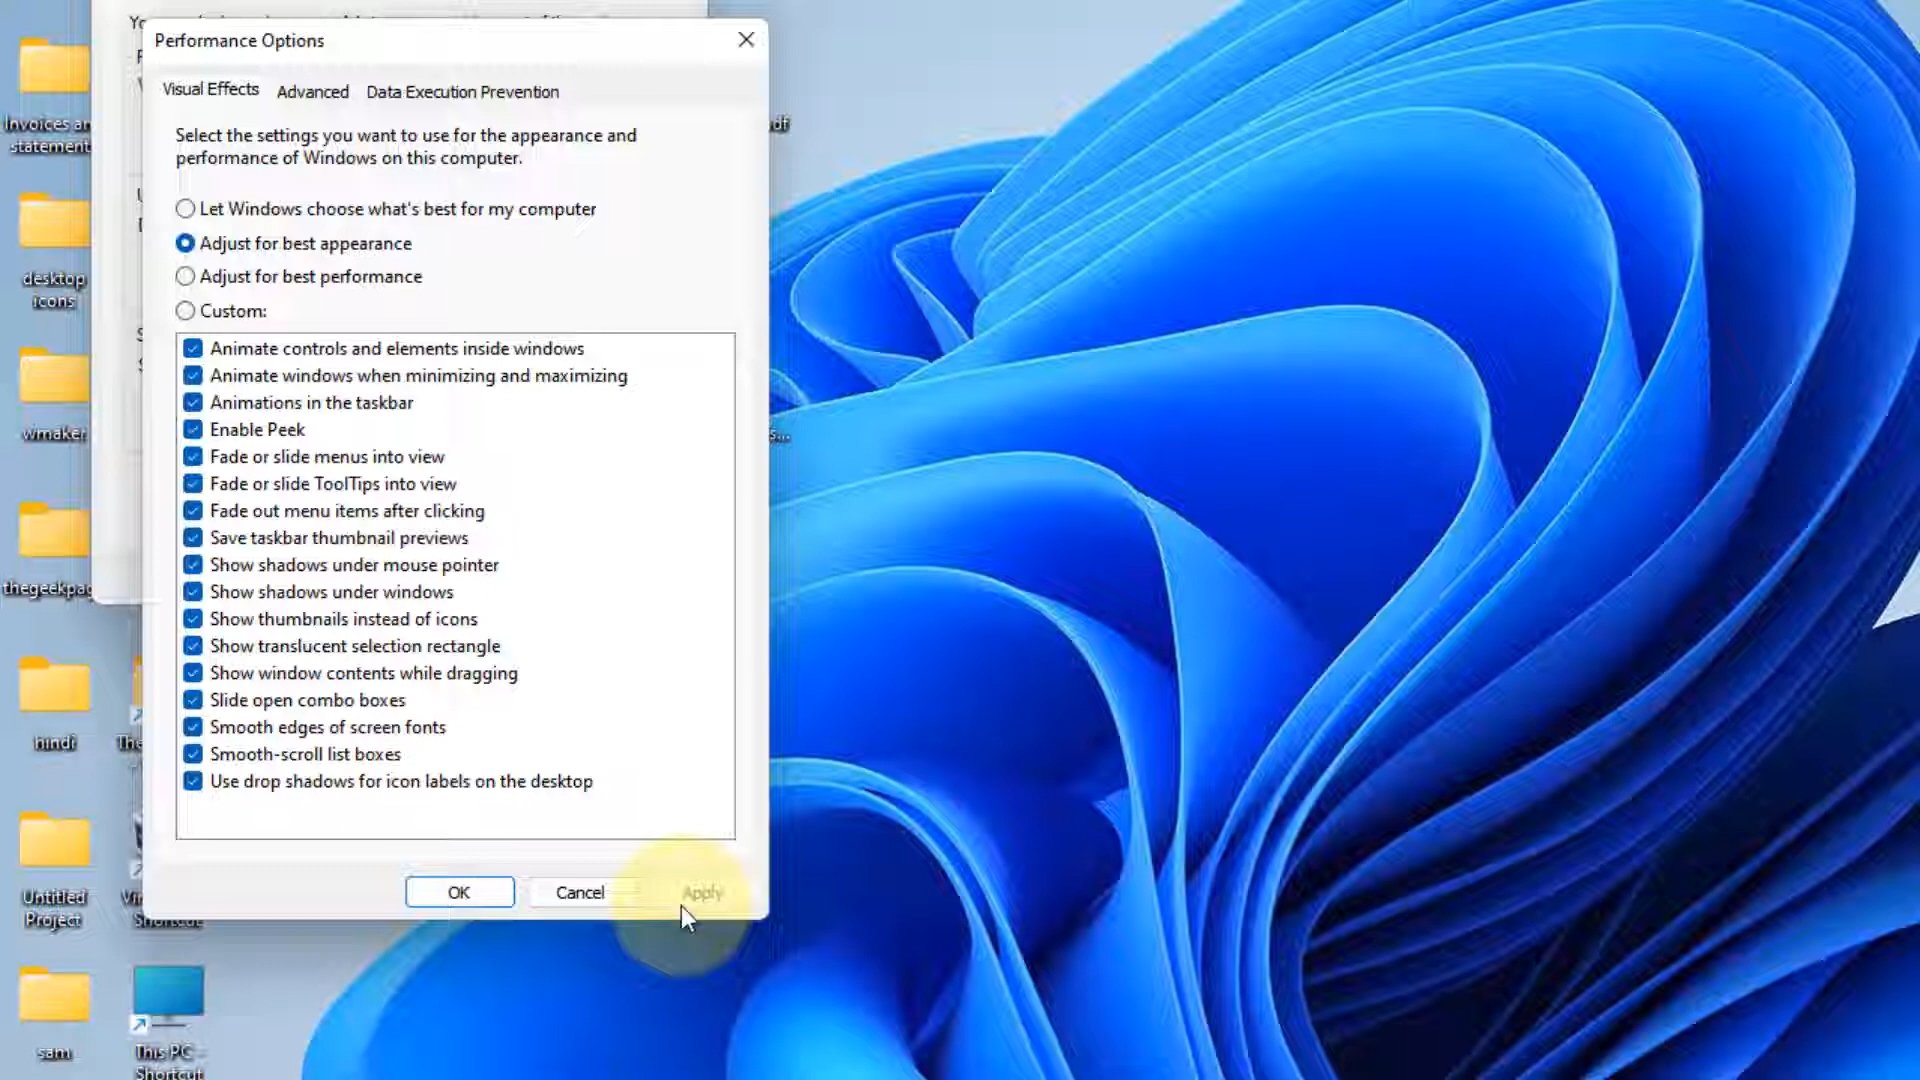 Performance Options
Visual Effects
Advanced
Data Execution Prevention
Select the settings you want to use for the appearance and
performance of Windows on this computer.
Let Windows choose what's best for my computer
Adjust for best appearance
Adjust for best performance
Custom:
Animate controls and elements inside windows
Animate windows when minimizing and maximizing
Animations in the taskbar
Enable Peek
Fade or slide menus into view
Fade or slide ToolTips into view
Fade out menu items after clicking
Save taskbar thumbnail previews
Show shadows under mouse pointer
Show shadows under windows
Show thumbnails instead of icons
Show translucent selection rectangle
Show window contents while dragging
Slide open combo boxes
Smooth edges of screen fonts
Smooth-scroll list boxes
Use drop shadows for icon labels on the desktop
OK
Cancel
Apply
Invoices
statement
desktop
icons
wmaker
thegeekpag
hindi
Untitled
Project
Shortcut
sam
This PC -
Shortcut